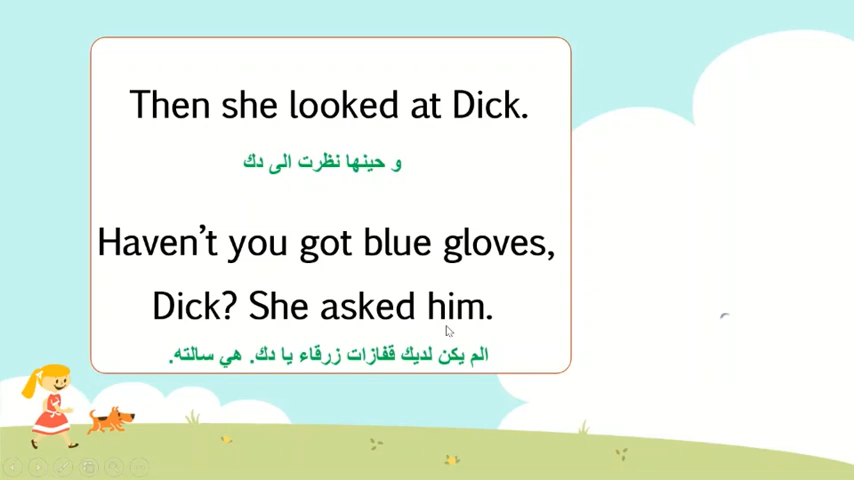 Then she looked at Dick.
و حينها نظرت الى دك
Haven't you got blue gloves,
Dick? She asked him.
الم يكن لديك قفازات زرقاء يا دك. هي سالته.